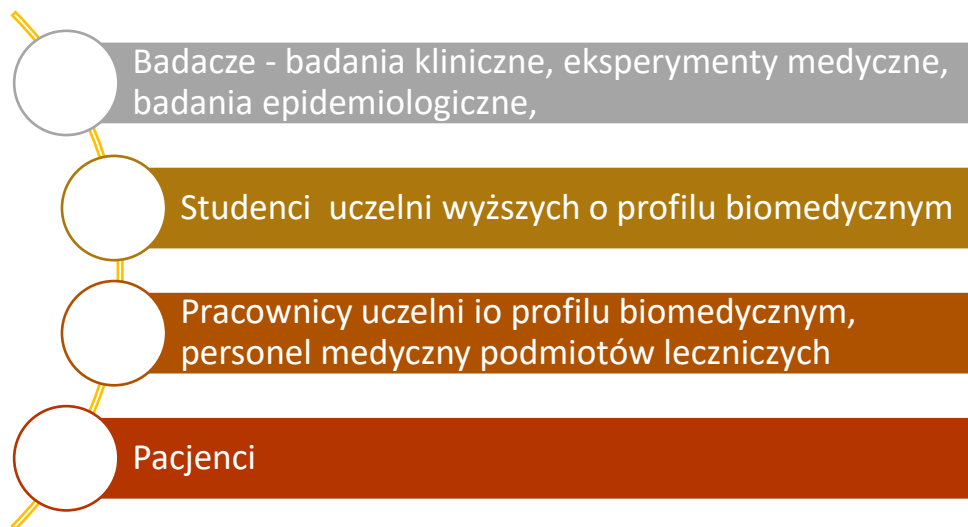 Badacze - badania kliniczne, eksperymenty medyczne,
badania epidemiologiczne,
Studenci  uczelni wyższych o profilu biomedycznym
Pracownicy uczelni io profilu biomedycznym,
personel medyczny podmiotów leczniczych
Pacjenci